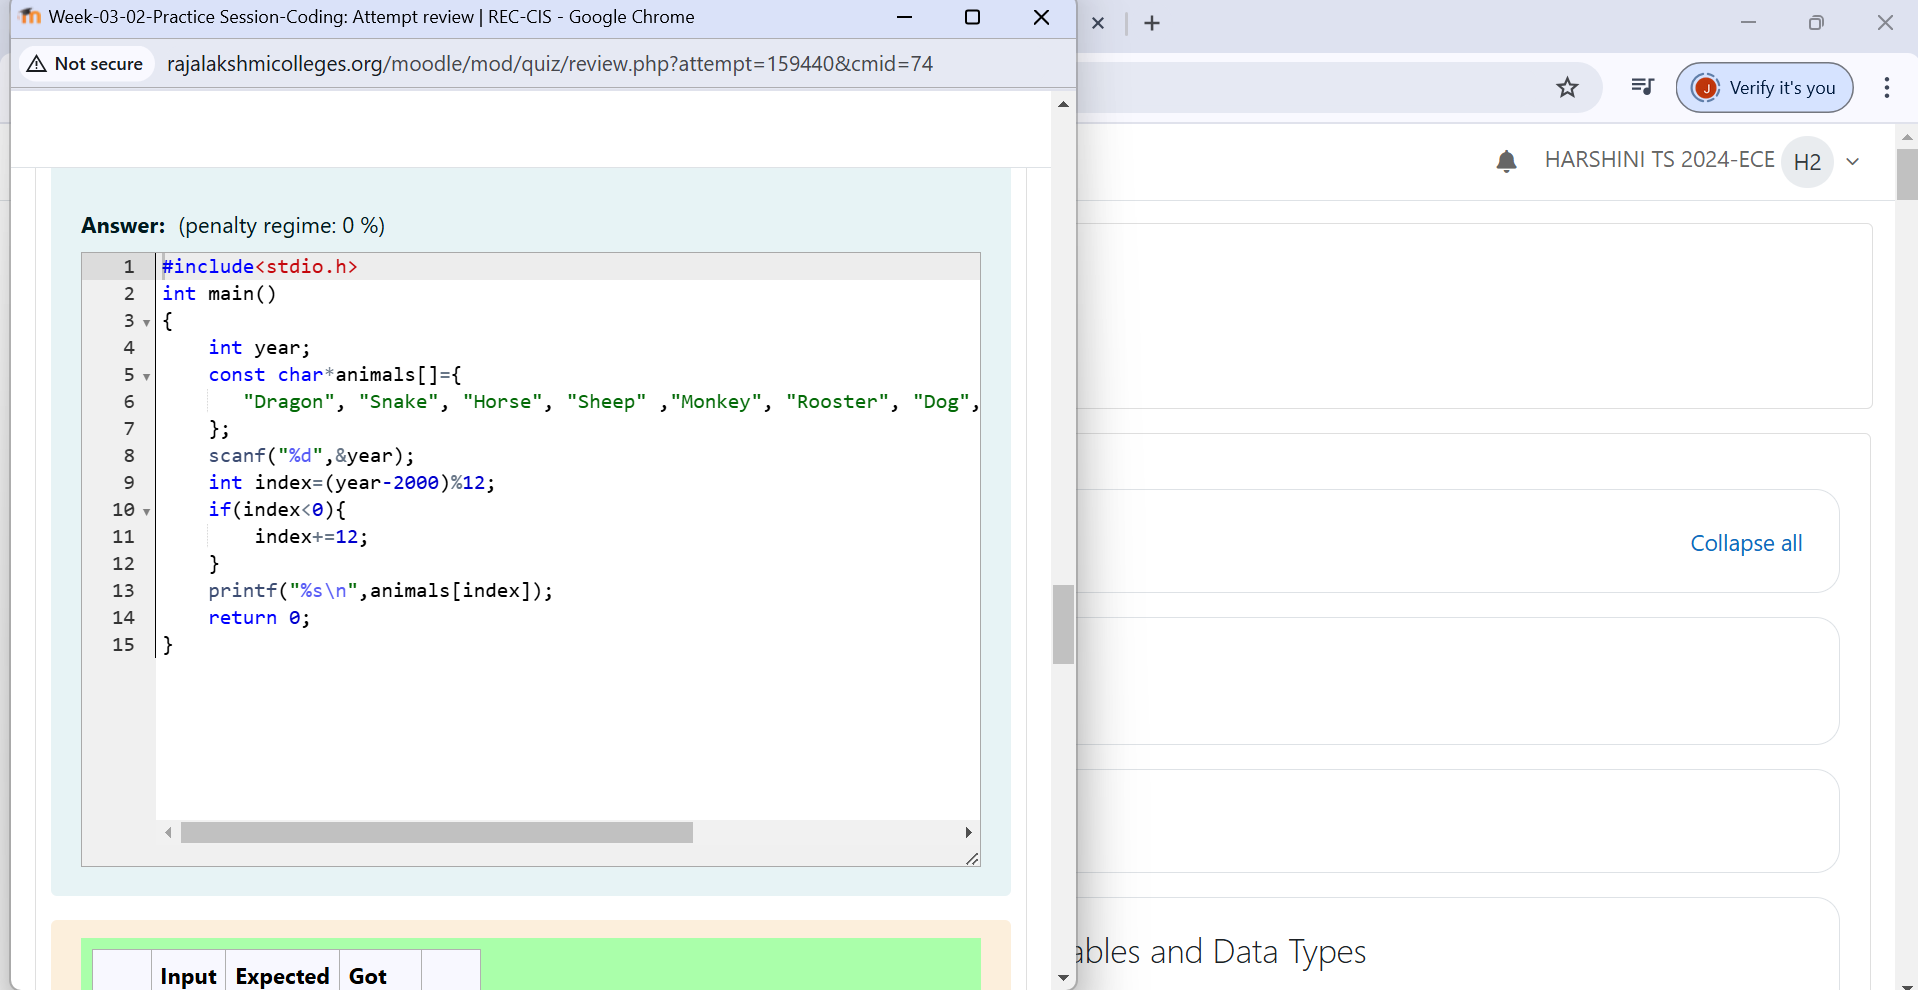 Week-03-02-Practice Session-Coding: Attempt review | REC-CIS - Google Chrome
Not secure rajalakshmicolleges.org/moodle/mod/quiz/review.php?attempt=159440&cmid=74
Verify it's you
J
HARSHINI TS 2024-ECE H2
Answer: (penalty regime: 0 %)
1 #include<stdio.h>
2 int main()
3 {
4 int year;
5 const char*animals[]={
6 "Dragon", "Snake", "Horse", "Sheep" ,"Monkey", "Rooster", "Dog",
7 };
8 scanf("%d",&year);
9 int index=(year-2000)%12;
10 if(index<0){
11 index+=12;
12 }
13 printf("%s\n",animals[index]);
14 return 0;
15 }
Input Expected Got
Collapse all
ables and Data Types